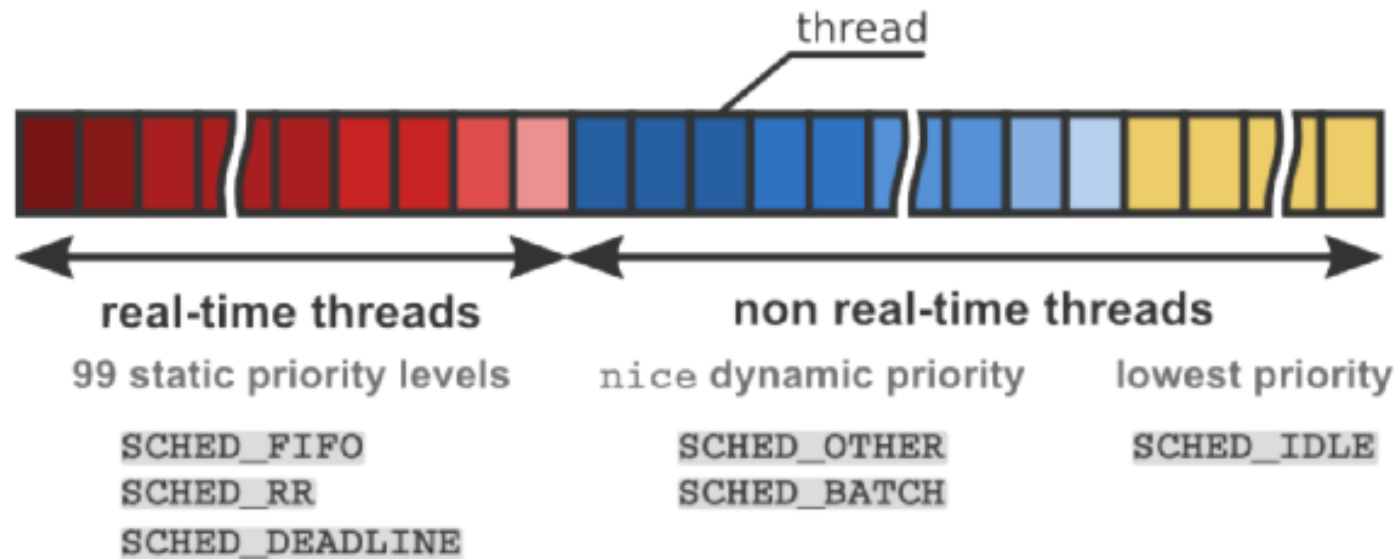 thread
real-time threads
non real-time threads
99 static priority levels
nice dynamic priority
lowest priority
SCHED_FIFO
SCHED_OTHER
SCHED_IDLE
SCHED_RR
SCHED_BATCH
SCHED_DEADLINE